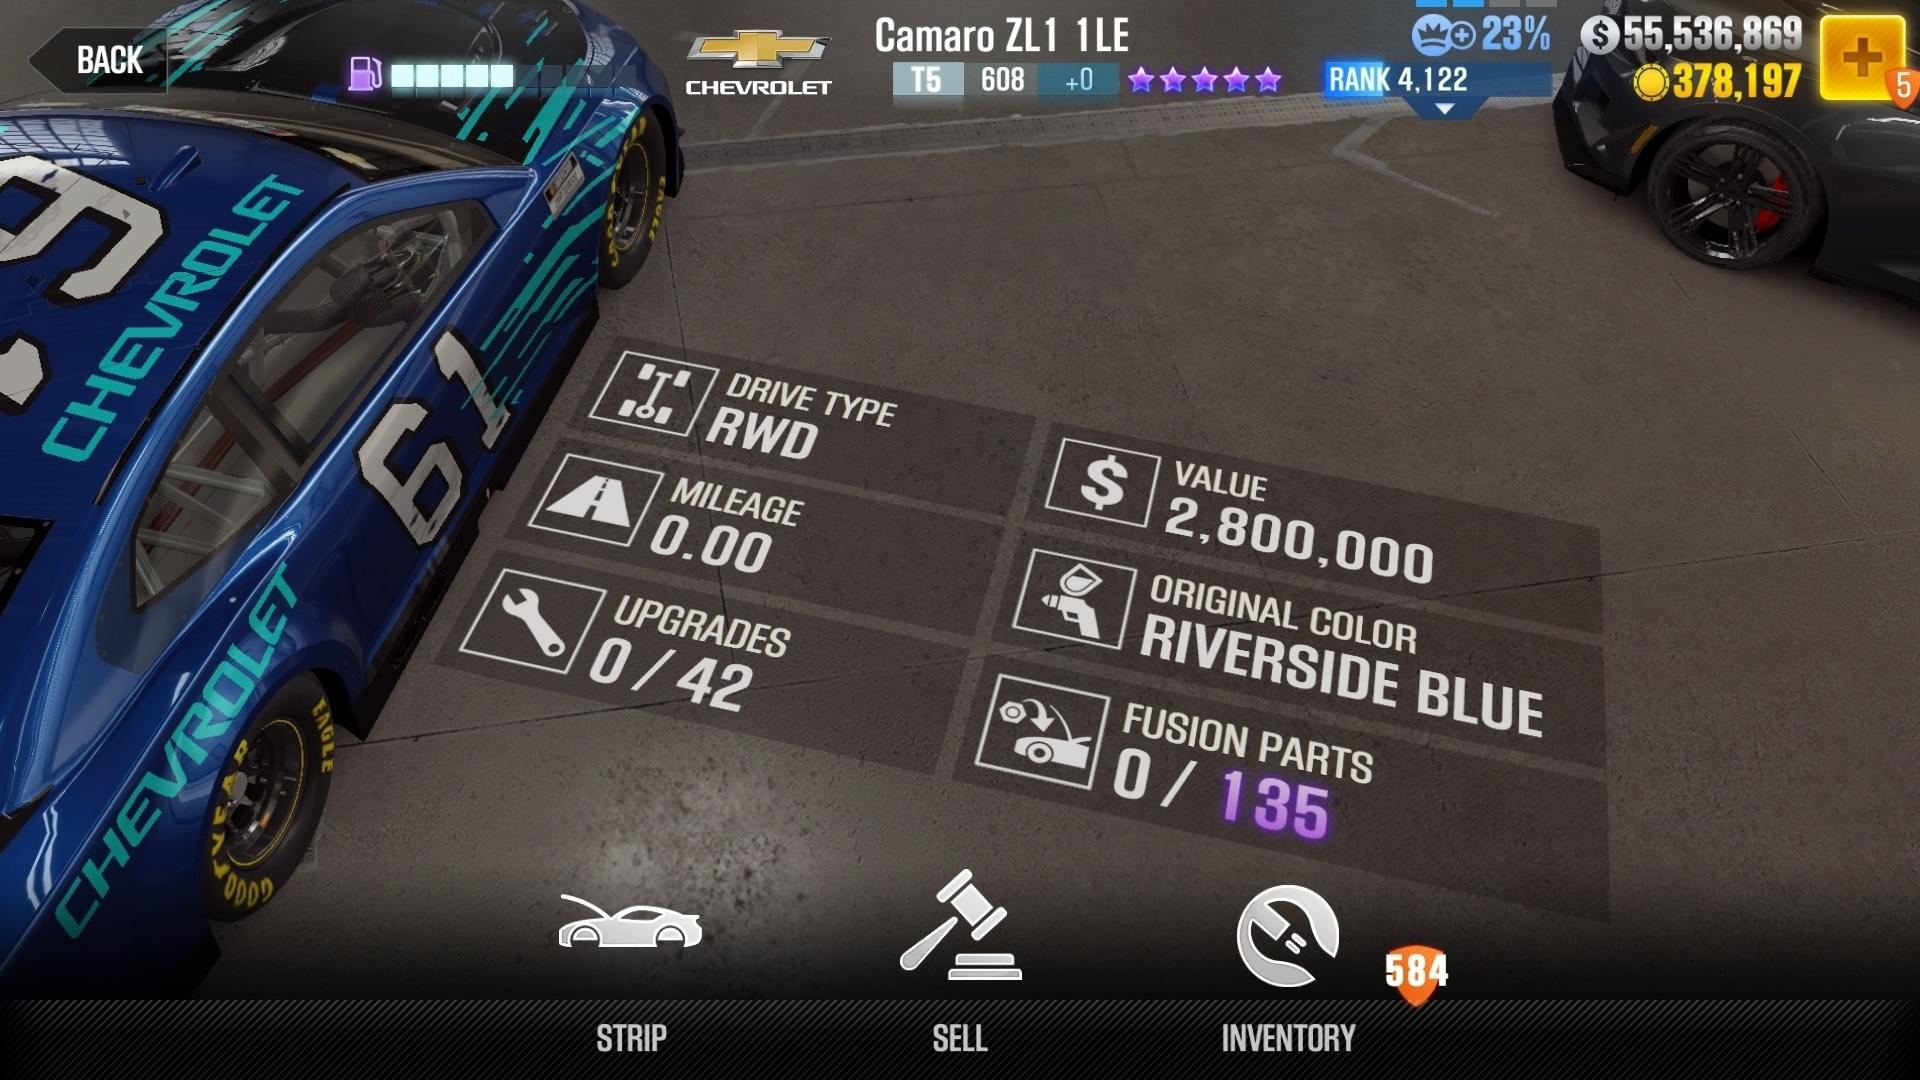 BACK
CHEVROLET
Camaro ZL1 1LE
T5 608 +0
23%
RANK 4,122
55,536,869
378,197
5
CHEVROLET
61
CHEVROLET
EAGLE
GOODYEAR
DRIVE TYPE
RWD
MILEAGE
0.00
UPGRADES
0 / 42
VALUE
2,800,000
ORIGINAL COLOR
RIVERSIDE BLUE
FUSION PARTS
0 / 135
STRIP
SELL
INVENTORY
584